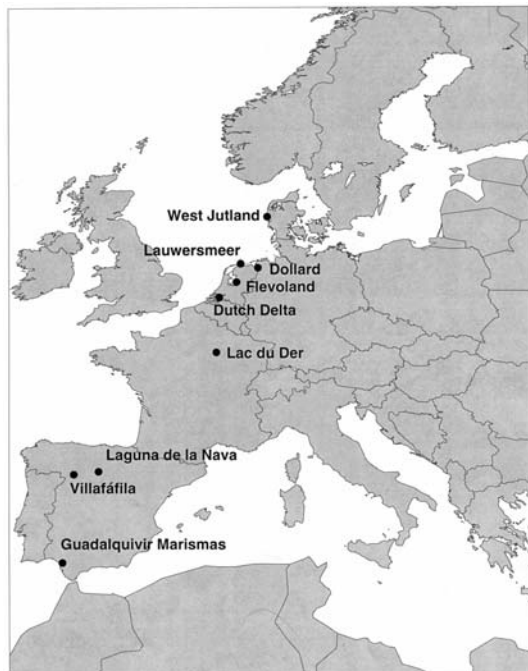 West Jutland
Lauwersmeer
Dollard
Flevoland
Dutch Delta
Lac du Der
Laguna de la Nava
Villafáfila
Guadalquivir Marismas